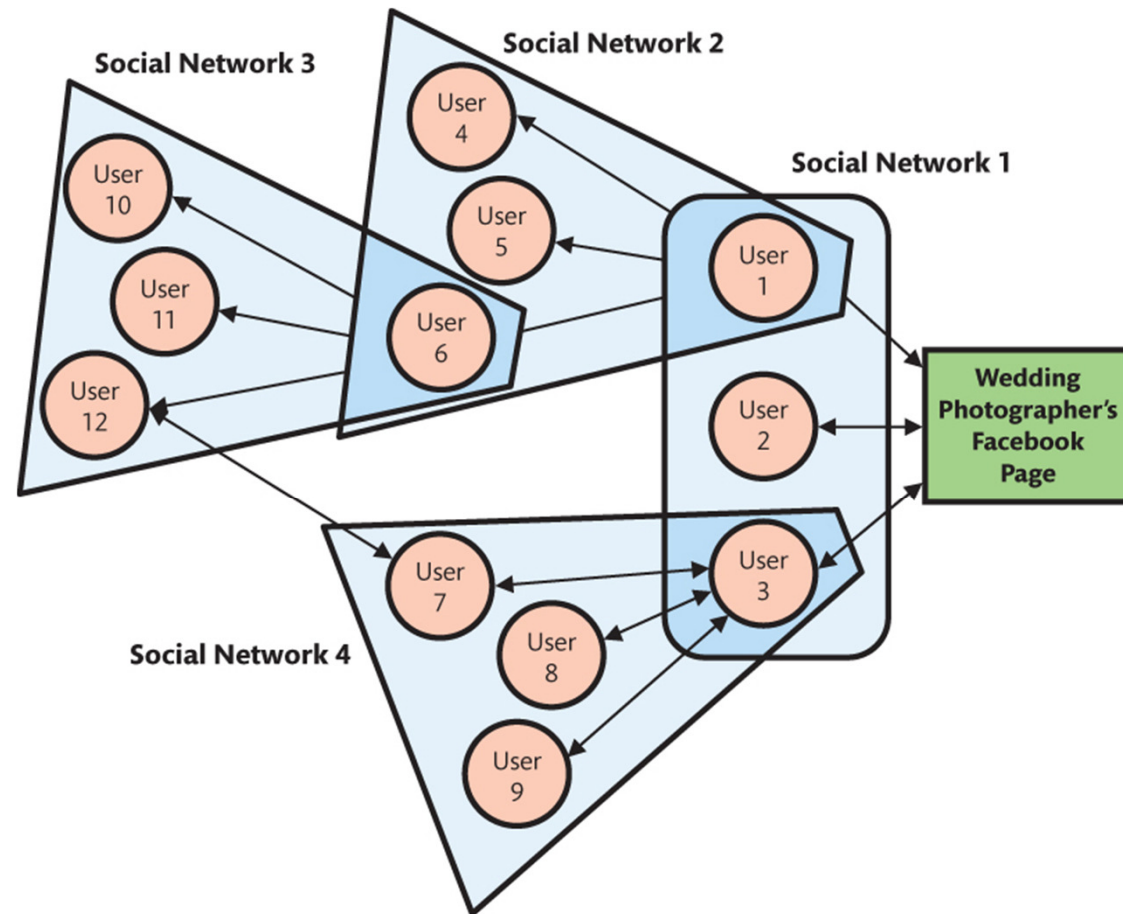 Social Network 3
Social Network 2
Social Network 1
User
4
User
10
User
5
User
1
User
11
User
6
User
12
User
2
Wedding
Photographer's
Facebook
Page
User
7
User
3
Social Network 4
User
8
User
9